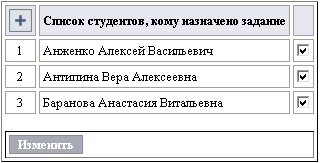 + Список студентов, кому назначено задание
1 Анженко Алексей Васильевич
2 Антипина Вера Алексеевна
3 Баранова Анастасия Витальевна
Изменить